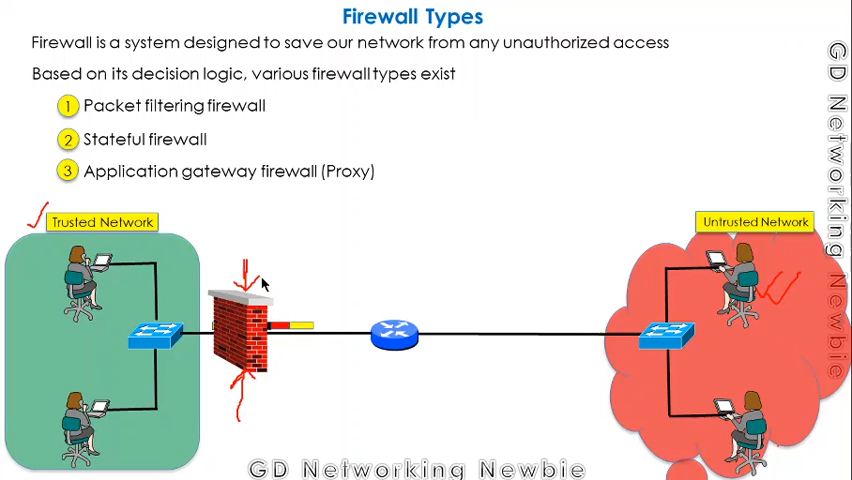 Firewall Types
Firewall is a system designed to save our network from any unauthorized access
Based on its decision logic, various firewall types exist
1 Packet filtering firewall
2 Stateful firewall
3 Application gateway firewall (Proxy)
Trusted Network
Untrusted Network
GD Networking Newbie
GD Networking Newbie